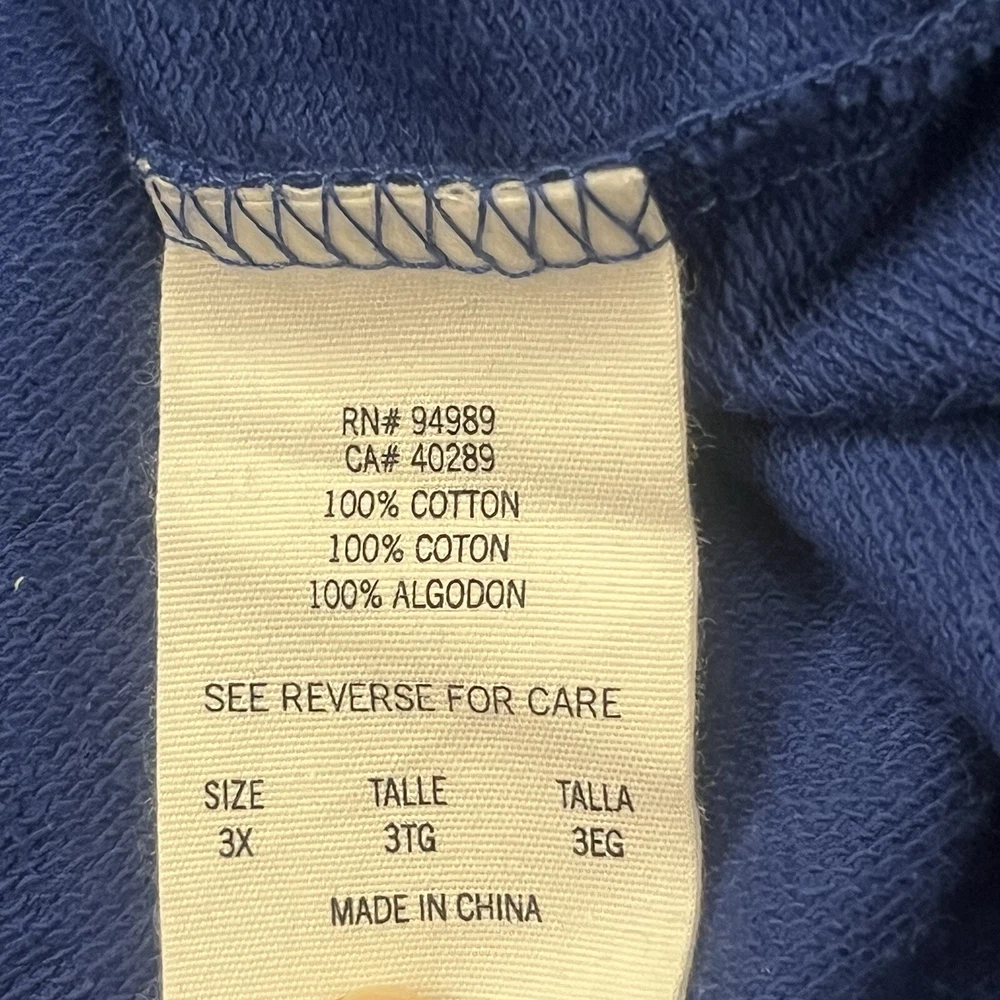 RN# 94989
CA# 40289
100% COTTON
100% COTON
100% ALGODON
SEE REVERSE FOR CARE
SIZE TALLE TALLA
3X 3TG 3EG
MADE IN CHINA